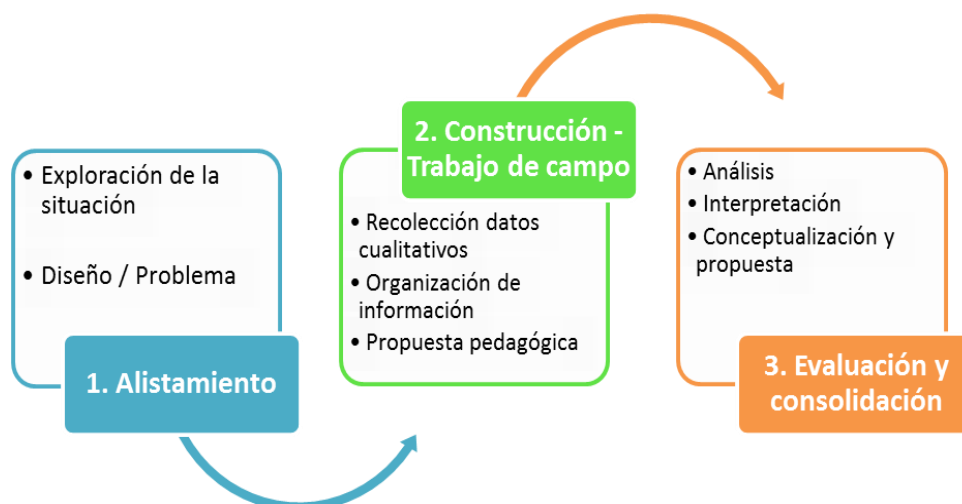 • Exploración de la
situación
• Diseño / Problema
1. Alistamiento
2. Construcción -
Trabajo de campo
• Recolección datos
cualitativos
• Organización de
información
• Propuesta pedagógica
• Análisis
• Interpretación
• Conceptualización y
propuesta
3. Evaluación y
consolidación